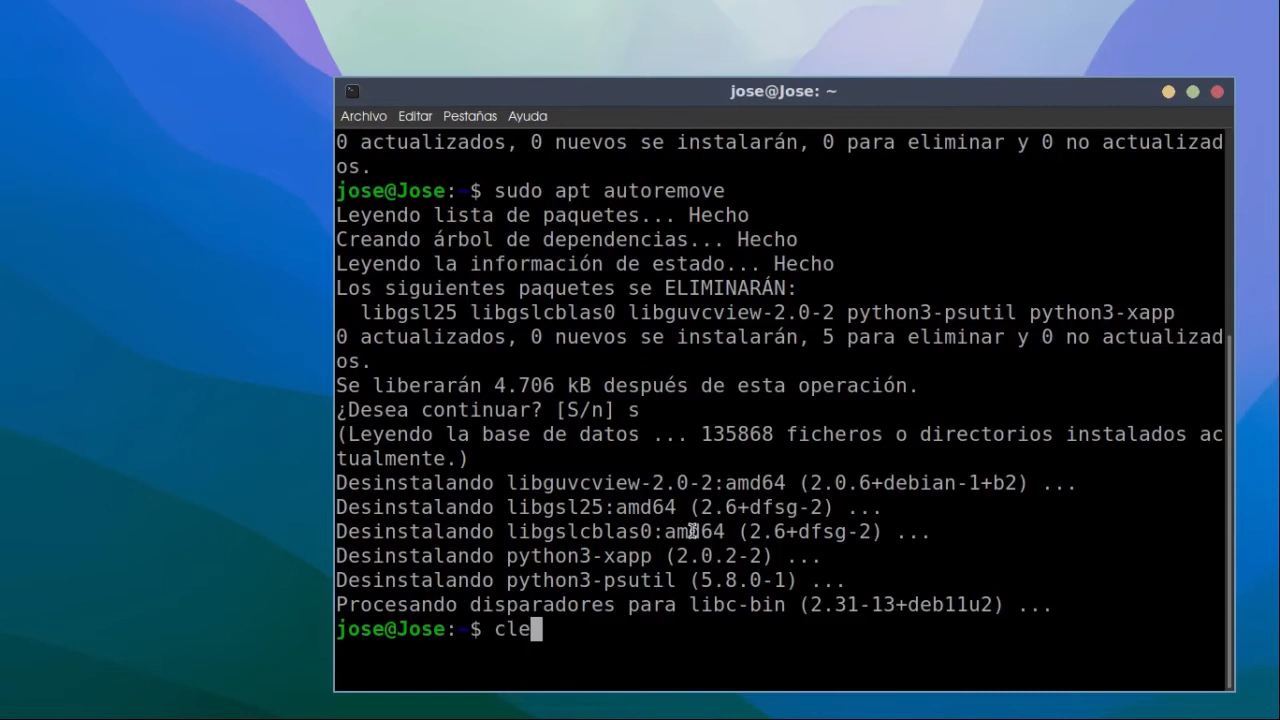 jose@Jose: ~
Archivo Editar Pestañas Ayuda
0 actualizados, 0 nuevos se instalarán, 0 para eliminar y 0 no actualizad
os.
jose@Jose:~$ sudo apt autoremove
Leyendo lista de paquetes... Hecho
Creando árbol de dependencias... Hecho
Leyendo la información de estado... Hecho
Los siguientes paquetes se ELIMINARÁN:
  libgsl25 libgslcblas0 libguvcview-2.0-2 python3-psutil python3-xapp
0 actualizados, 0 nuevos se instalarán, 5 para eliminar y 0 no actualizad
os.
Se liberarán 4.706 kB después de esta operación.
¿Desea continuar? [S/n] s
(Leyendo la base de datos ... 135868 ficheros o directorios instalados ac
tualmente.)
Desinstalando libguvcview-2.0-2:amd64 (2.0.6+debian-1+b2) ...
Desinstalando libgsl25:amd64 (2.6+dfsg-2) ...
Desinstalando libgslcblas0:amd64 (2.6+dfsg-2) ...
Desinstalando python3-xapp (2.0.2-2) ...
Desinstalando python3-psutil (5.8.0-1) ...
Procesando disparadores para libc-bin (2.31-13+deb11u2) ...
jose@Jose:~$ cle